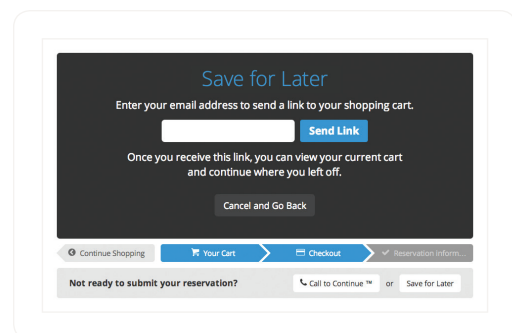 Save for Later
Enter your email address to send a link to your shopping cart.
Send Link
Once you receive this link, you can view your current cart
and continue where you left off.
Cancel and Go Back
Continue Shopping
Your Cart
Checkout
Reservation Inform...
Not ready to submit your reservation?
Call to Continue ™
or
Save for Later